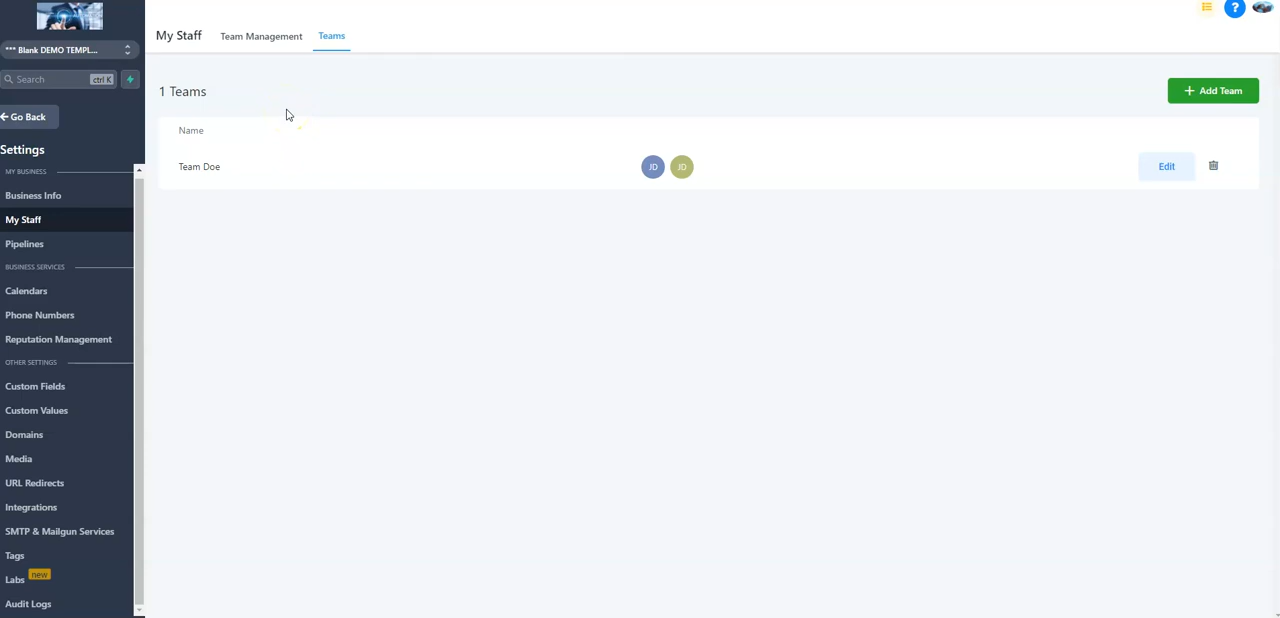 *** Blank DEMO TEMPL...
Search
ctrl K
Go Back
Settings
MY BUSINESS
Business Info
My Staff
Pipelines
BUSINESS SERVICES
Calendars
Phone Numbers
Reputation Management
OTHER SETTINGS
Custom Fields
Custom Values
Domains
Media
URL Redirects
Integrations
SMTP & Mailgun Services
Tags
Labs new
Audit Logs
My Staff Team Management Teams
?
1 Teams
+ Add Team
Name
Team Doe JD JD Edit